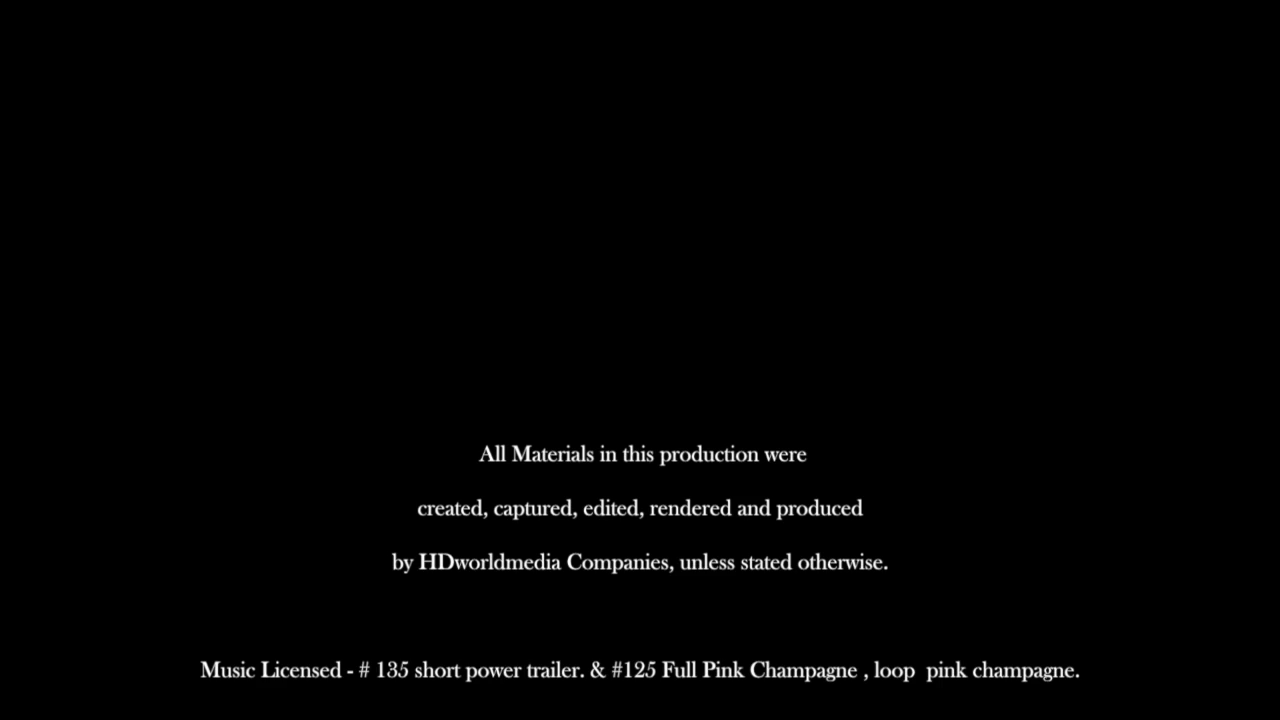 All Materials in this production were
created, captured, edited, rendered and produced
by HDworldmedia Companies, unless stated otherwise.
Music Licensed - # 135 short power trailer. & #125 Full Pink Champagne , loop  pink champagne.